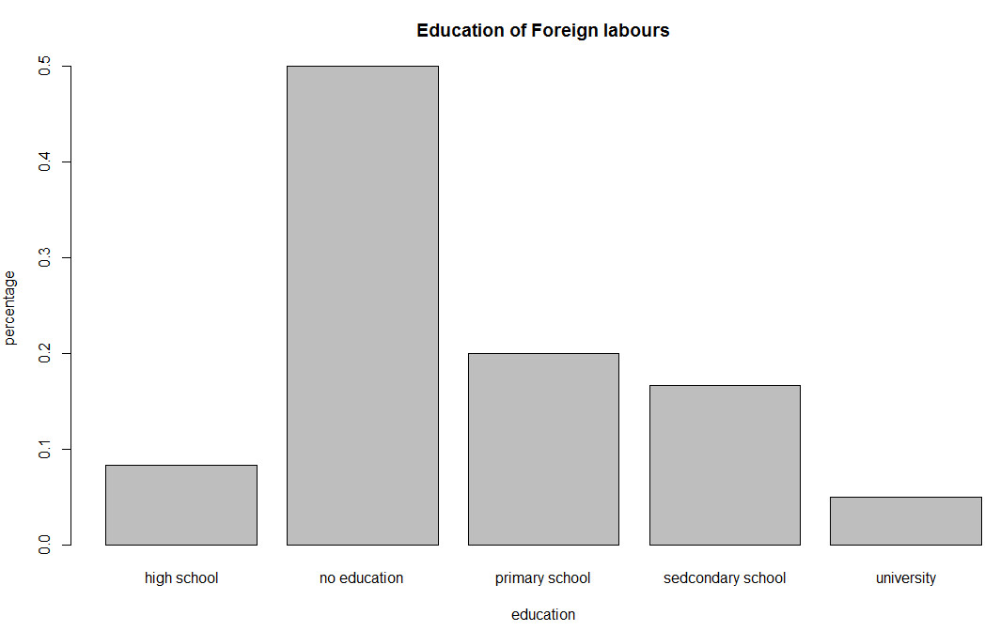 Education of Foreign labours
percentage
0.5
0.4
0.3
0.2
0.1
0.0
high school no education primary school sedcondary school university
education